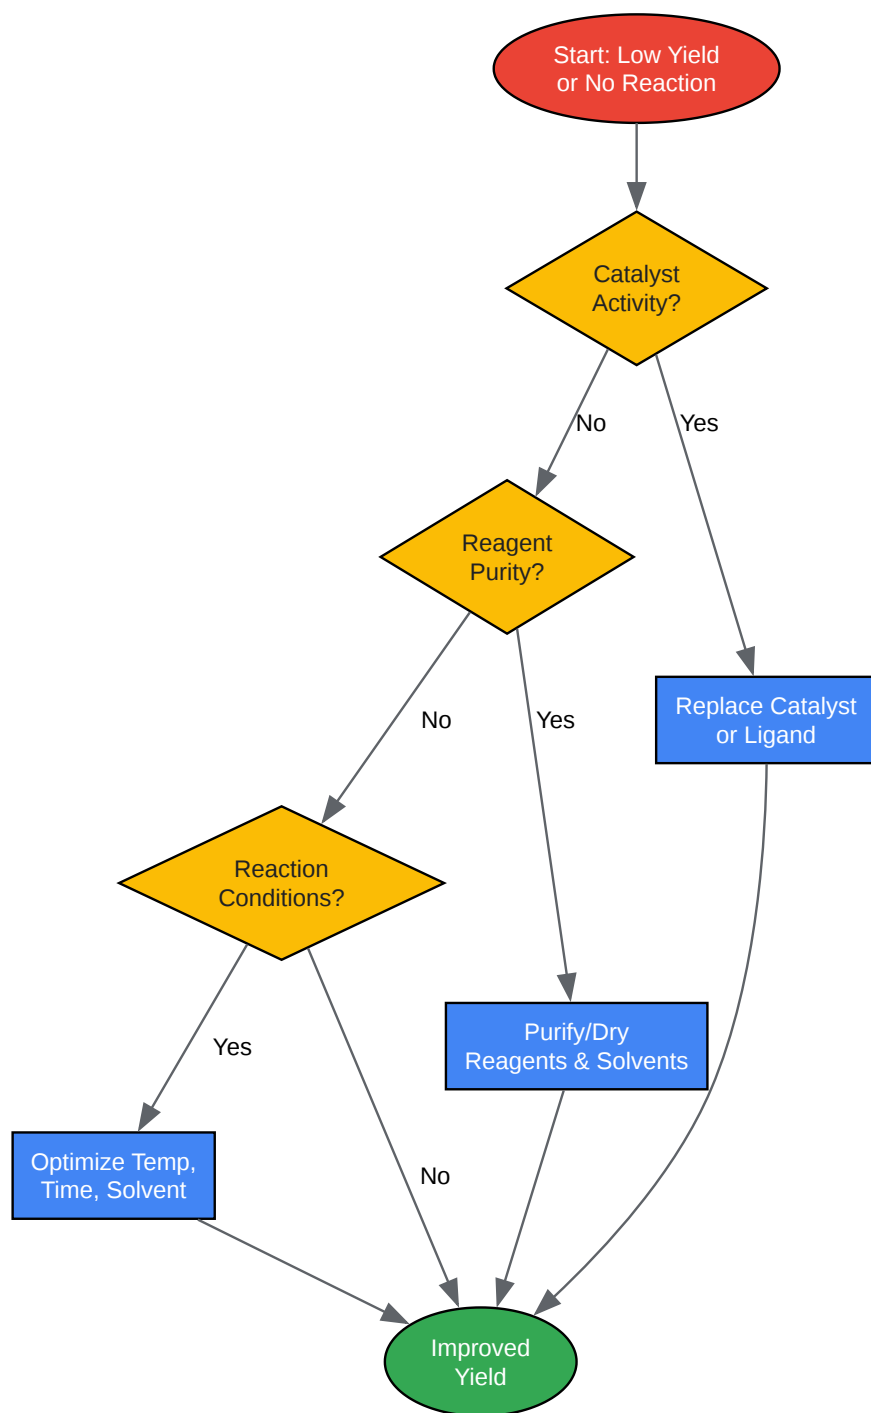 Start: Low Yield
or No Reaction
Catalyst
Activity?
No
Yes
Reagent
Purity?
Replace Catalyst
or Ligand
No
Yes
Reaction
Conditions?
Purify/Dry
Reagents & Solvents
Yes
Optimize Temp,
Time, Solvent
No
Improved
Yield